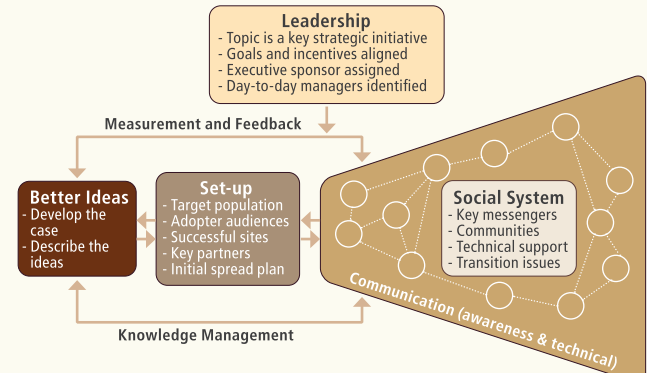 Leadership
- Topic is a key strategic initiative
- Goals and incentives aligned
- Executive sponsor assigned
- Day-to-day managers identified
Measurement and Feedback
Better Ideas
- Develop the
case
- Describe the
ideas
Set-up
- Target population
- Adopter audiences
- Successful sites
- Key partners
- Initial spread plan
Social System
- Key messengers
- Communities
- Technical support
- Transition issues
Communication (awareness & technical)
Knowledge Management